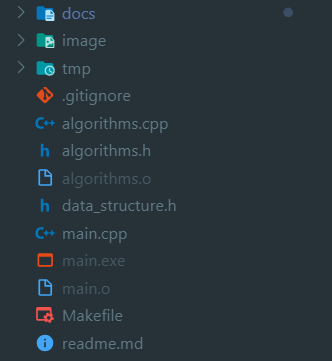 docs
image
tmp
.gitignore
algorithms.cpp
algorithms.h
algorithms.o
data_structure.h
main.cpp
main.exe
main.o
Makefile
readme.md